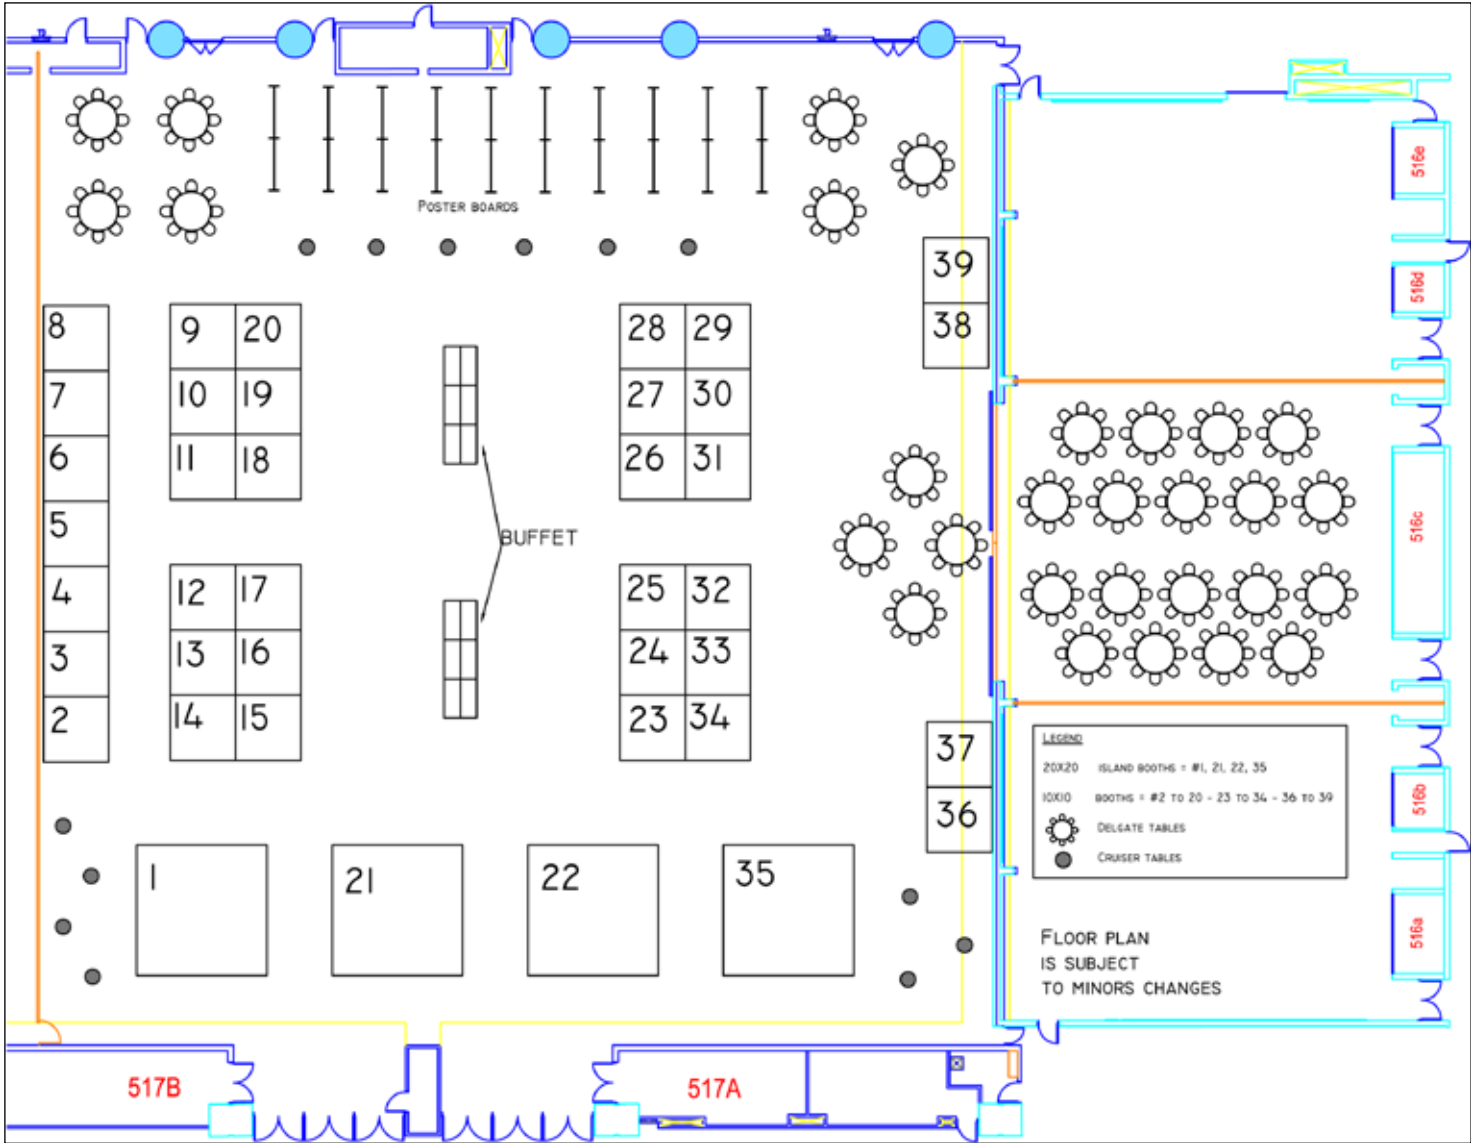 516e
POSTER BOARDS
39
516d
8
9
20
28
29
38
7
10
19
27
30
6
11
18
26
31
5
BUFFET
516c
4
12
17
25
32
3
13
16
24
33
2
14
15
23
34
37
LEGEND
20X20 ISLAND BOOTHS = #1, 21, 22, 35
10X10 BOOTHS = #2 TO 20 - 23 TO 34 - 36 TO 39
DELGATE TABLES
CRUISER TABLES
516b
36
1
21
22
35
516a
FLOOR PLAN
IS SUBJECT
TO MINORS CHANGES
517B
517A